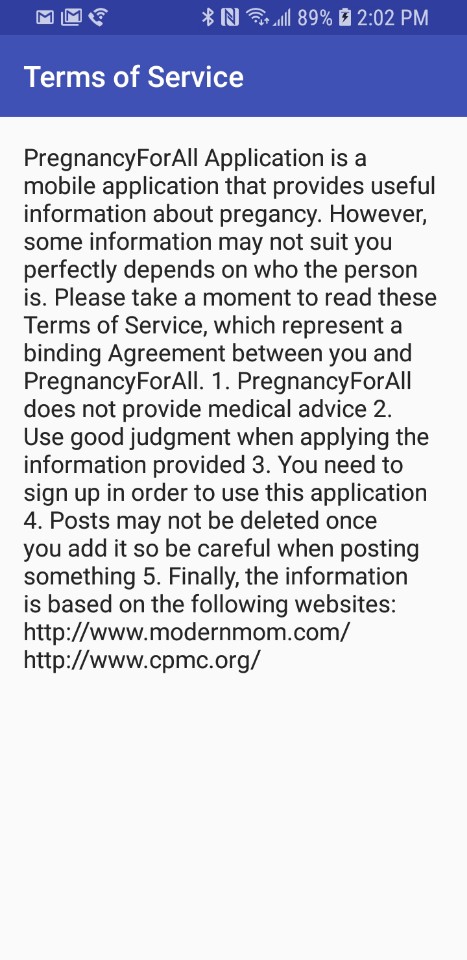 89% 2:02 PM
Terms of Service
PregnancyForAll Application is a
mobile application that provides useful
information about pregancy. However,
some information may not suit you
perfectly depends on who the person
is. Please take a moment to read these
Terms of Service, which represent a
binding Agreement between you and
PregnancyForAll. 1. PregnancyForAll
does not provide medical advice 2.
Use good judgment when applying the
information provided 3. You need to
sign up in order to use this application
4. Posts may not be deleted once
you add it so be careful when posting
something 5. Finally, the information
is based on the following websites:
http://www.modernmom.com/
http://www.cpmc.org/